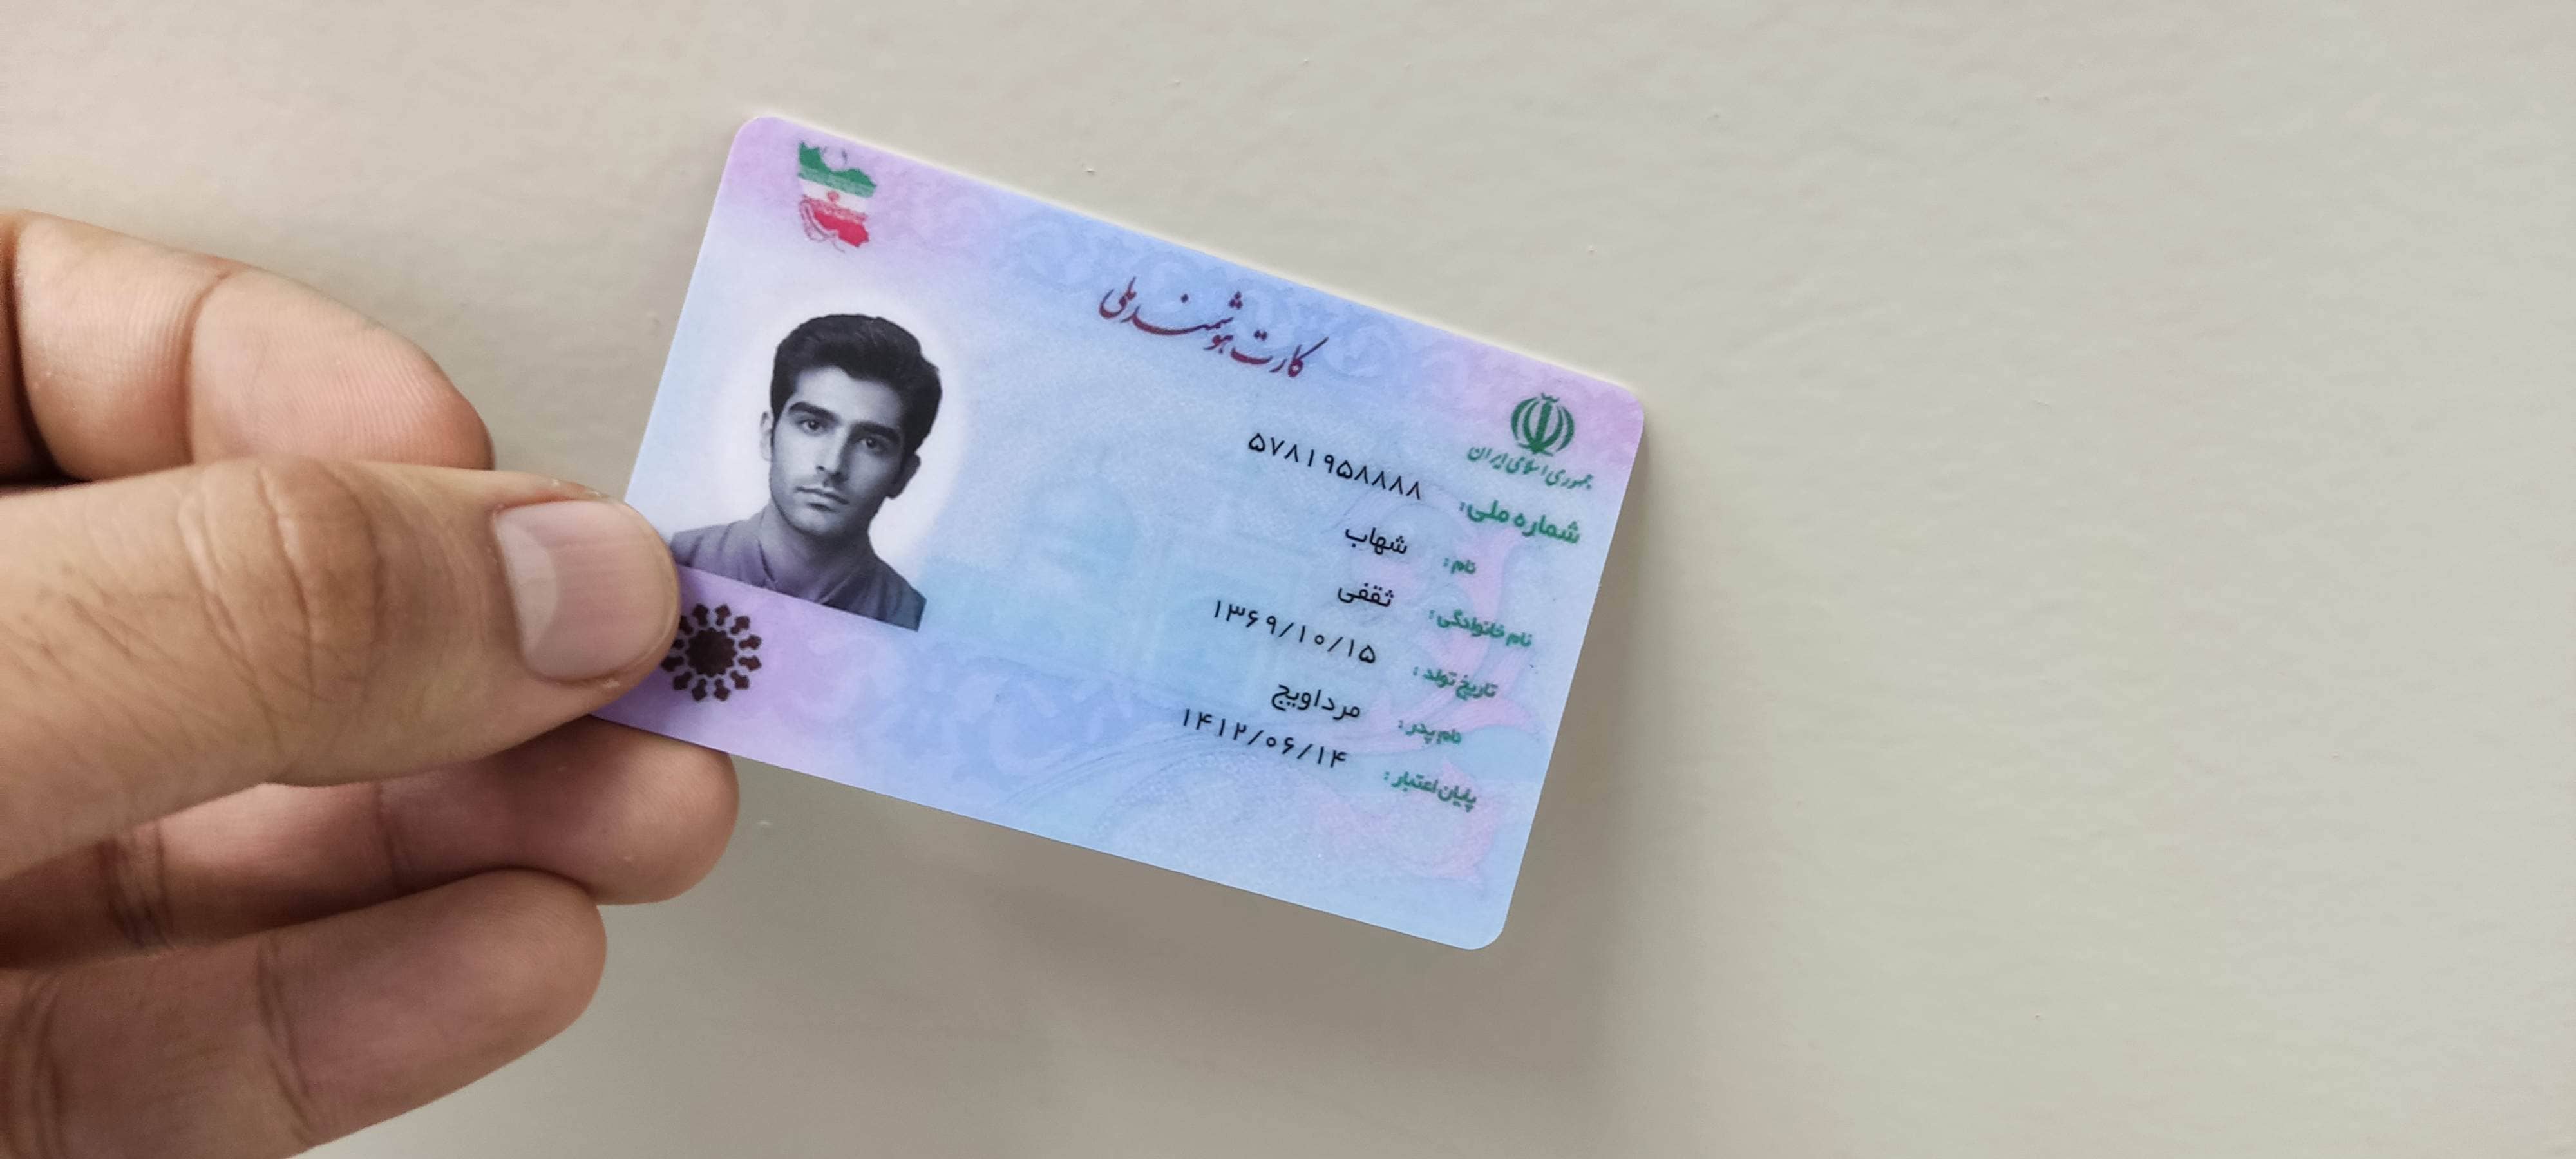 کارت هوشمند ملی
جمهوری اسلامی ایران
شماره ملی: ۵۷۸۱۹۵۸۸۸۸
نام: شهاب
نام خانوادگی: ثقفی
تاریخ تولد: ۱۳۶۹/۱۰/۱۵
نام پدر: مرداویج
پایان اعتبار: ۱۴۱۲/۰۶/۱۴